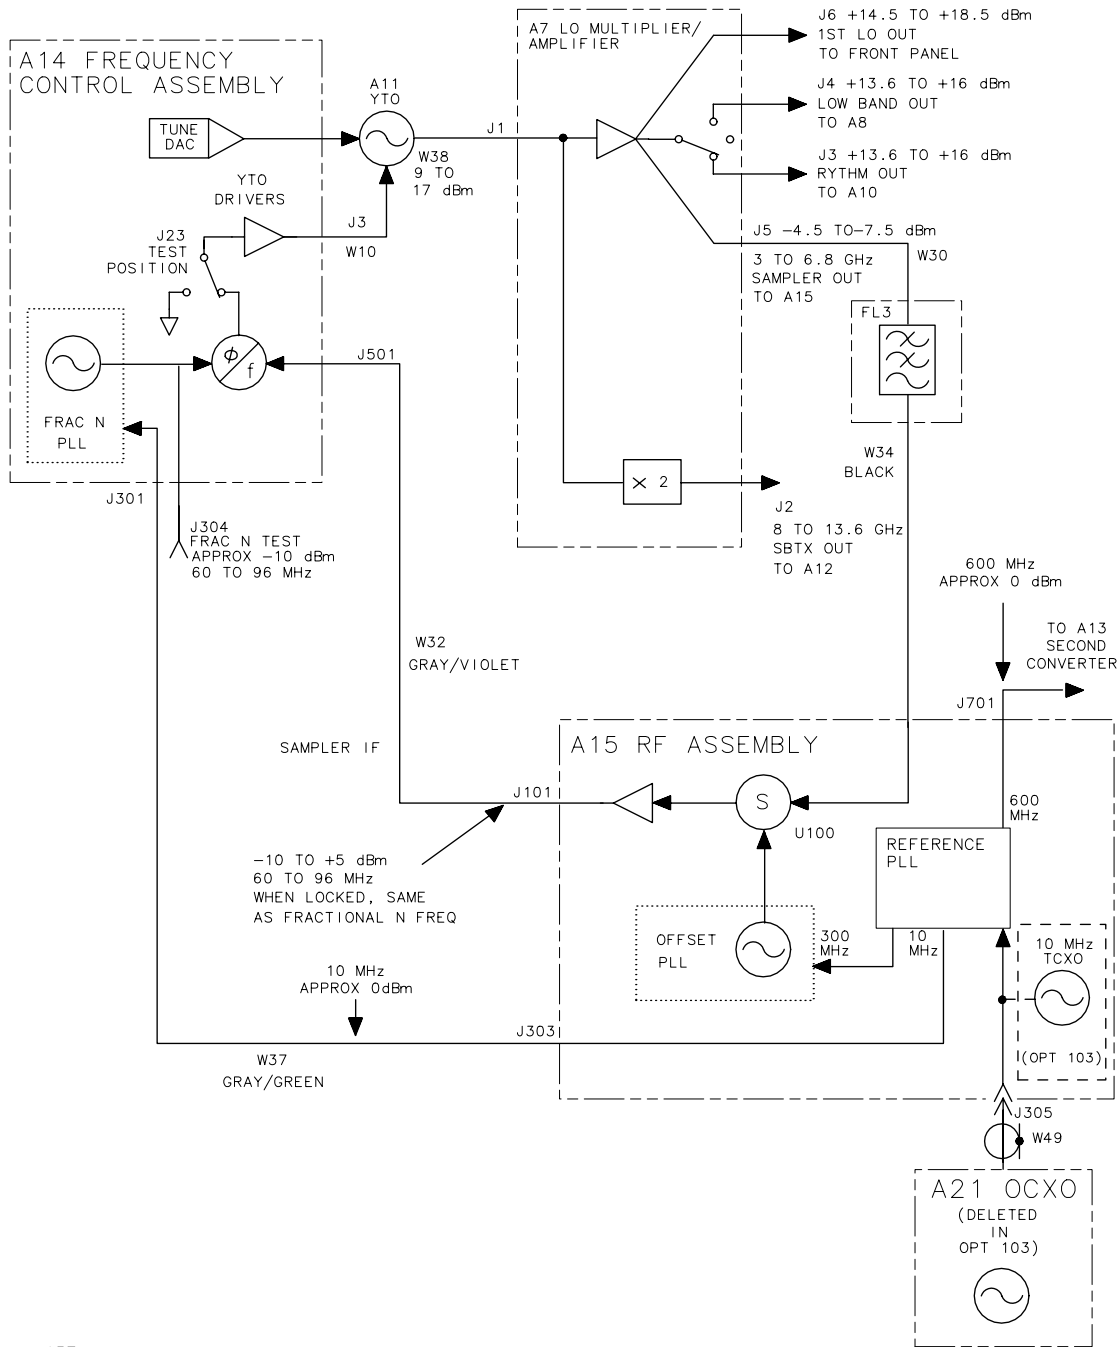 J6 +14.5 TO +18.5 dBm
1ST LO OUT
TO FRONT PANEL
A7 LO MULTIPLIER/
AMPLIFIER
A14 FREQUENCY
CONTROL ASSEMBLY
A11
YTO
J4 +13.6 TO +16 dBm
LOW BAND OUT
TO A8
TUNE
DAC
J1
W38
9 TO
17 dBm
J3 +13.6 TO +16 dBm
RYTHM OUT
TO A10
YTO
DRIVERS
J3
W10
J23
TEST
POSITION
J5 -4.5 TO-7.5 dBm
W30
3 TO 6.8 GHz
SAMPLER OUT
TO A15
FL3
φ
f
J501
FRAC N
PLL
W34
BLACK
× 2
J301
J2
8 TO 13.6 GHz
SBTX OUT
TO A12
J304
FRAC N TEST
APPROX -10 dBm
60 TO 96 MHz
600 MHz
APPROX 0 dBm
TO A13
SECOND
CONVERTER
W32
GRAY/VIOLET
J701
A15 RF ASSEMBLY
SAMPLER IF
J101
S
U100
600
MHz
REFERENCE
PLL
-10 TO +5 dBm
60 TO 96 MHz
WHEN LOCKED, SAME
AS FRACTIONAL N FREQ
OFFSET
PLL
300
MHz
10
MHz
10 MHz
TCXO
(OPT 103)
10 MHz
APPROX 0dBm
J303
W37
GRAY/GREEN
J305
W49
A21 OCXO
(DELETED
IN
OPT 103)